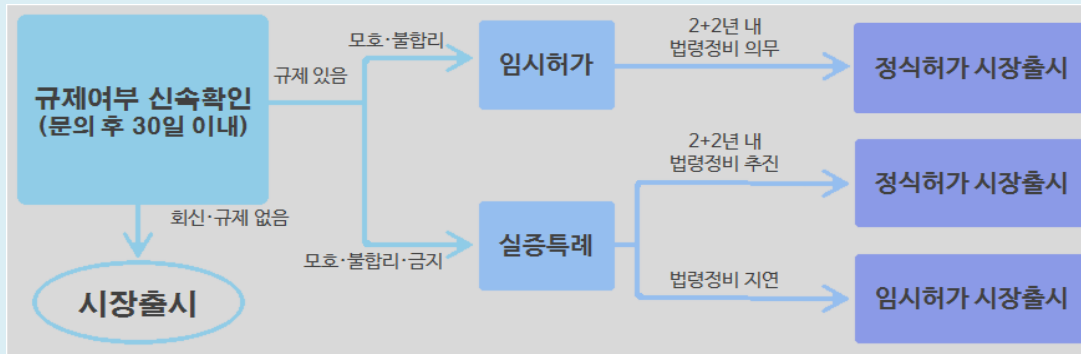 규제여부 신속확인
(문의 후 30일 이내)
규제 있음
모호·불합리
임시허가
2+2년 내
법령정비 의무
정식허가 시장출시
회신·규제 없음
시장출시
모호·불합리·금지
실증특례
2+2년 내
법령정비 추진
정식허가 시장출시
법령정비 지연
임시허가 시장출시